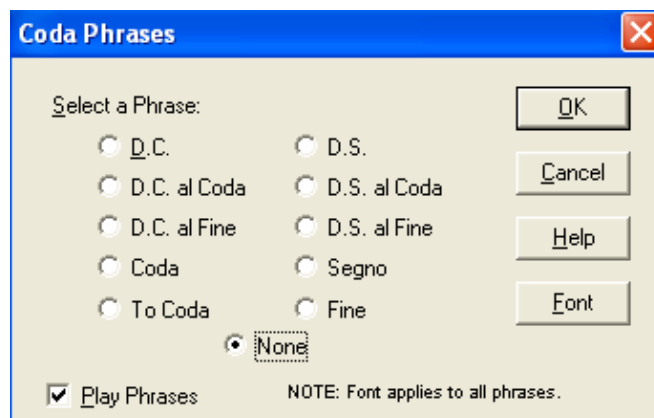 Coda Phrases
Select a Phrase:
OK
D.C. D.S.
Cancel
D.C. al Coda D.S. al Coda
D.C. al Fine D.S. al Fine
Help
Coda Segno
To Coda Fine
Font
None
Play Phrases NOTE: Font applies to all phrases.